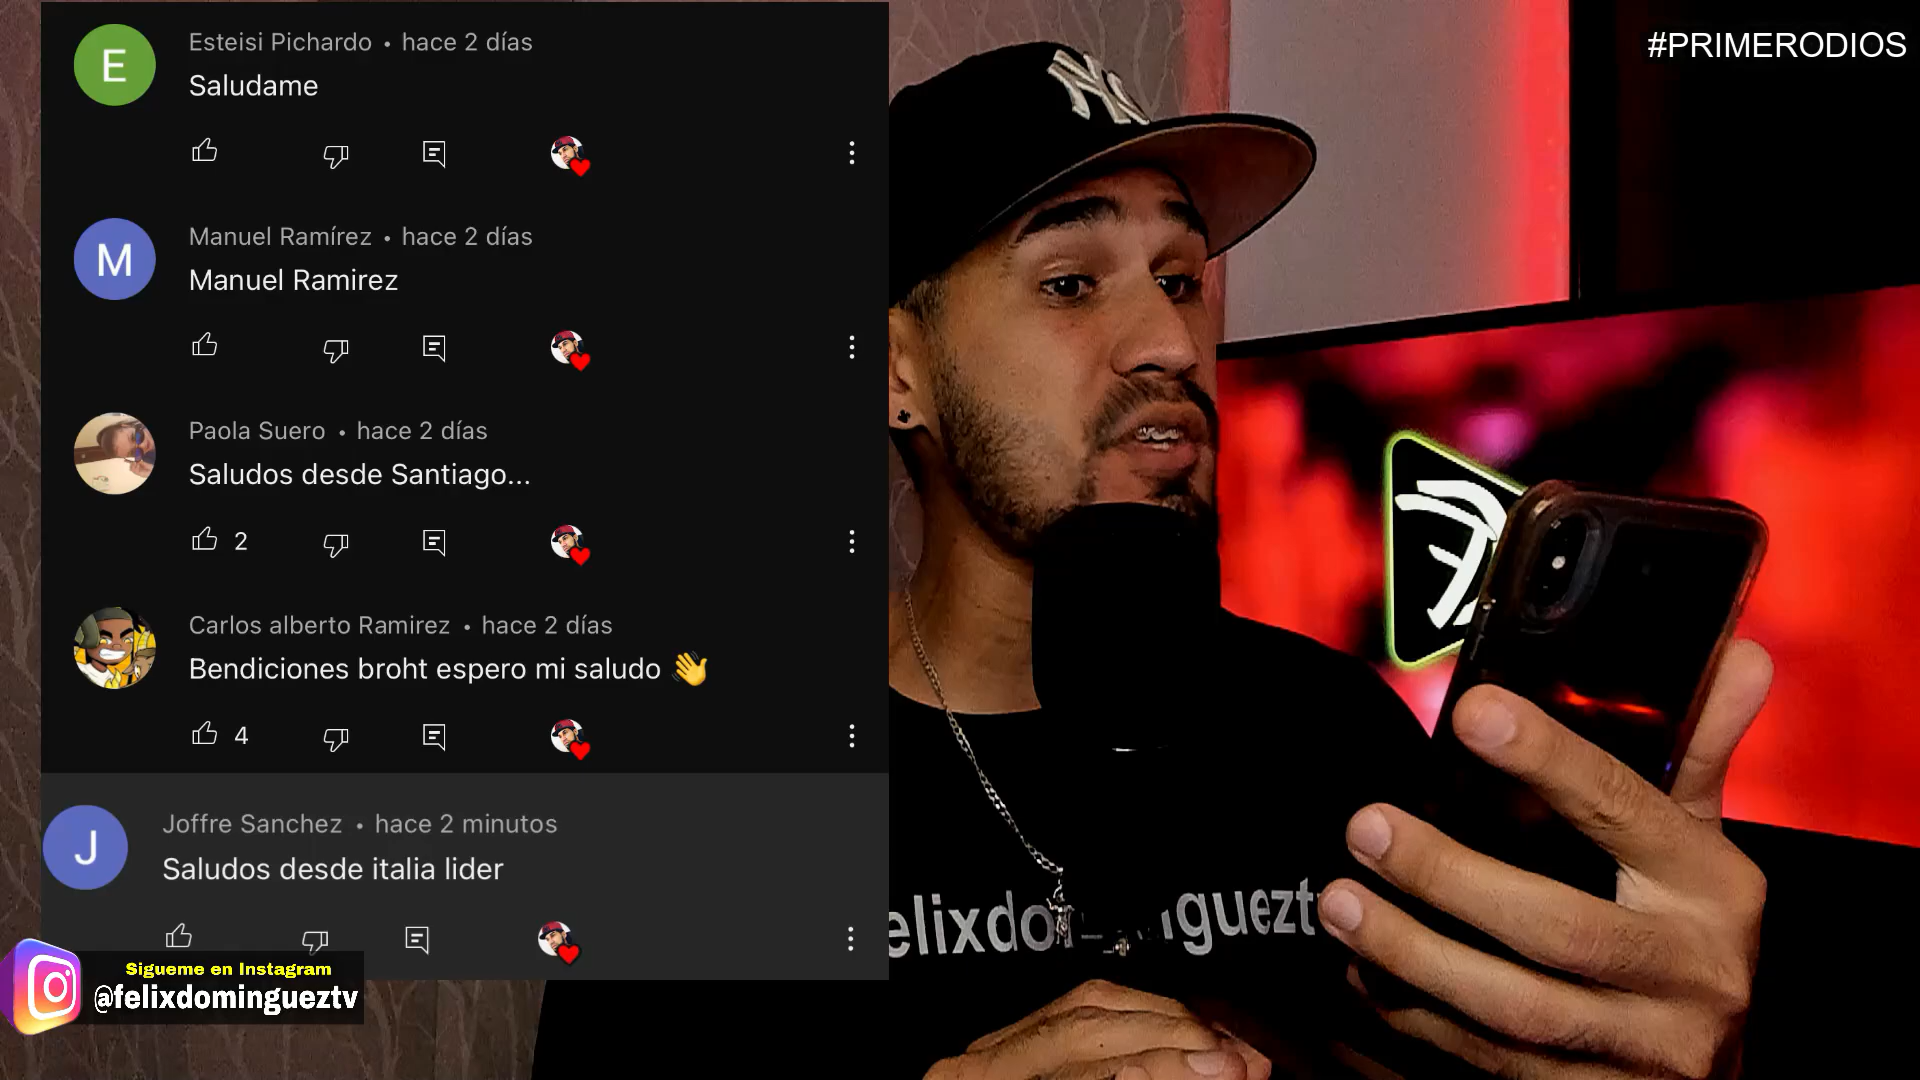 #PRIMERODIOS
E
Esteisi Pichardo • hace 2 días
Saludame
M
Manuel Ramírez • hace 2 días
Manuel Ramirez
Paola Suero • hace 2 días
Saludos desde Santiago...
2
Carlos alberto Ramirez • hace 2 días
Bendiciones broht espero mi saludo 👋
4
J
Joffre Sanchez • hace 2 minutos
Saludos desde italia lider
Sigueme en Instagram
@felixdomingueztv
NY